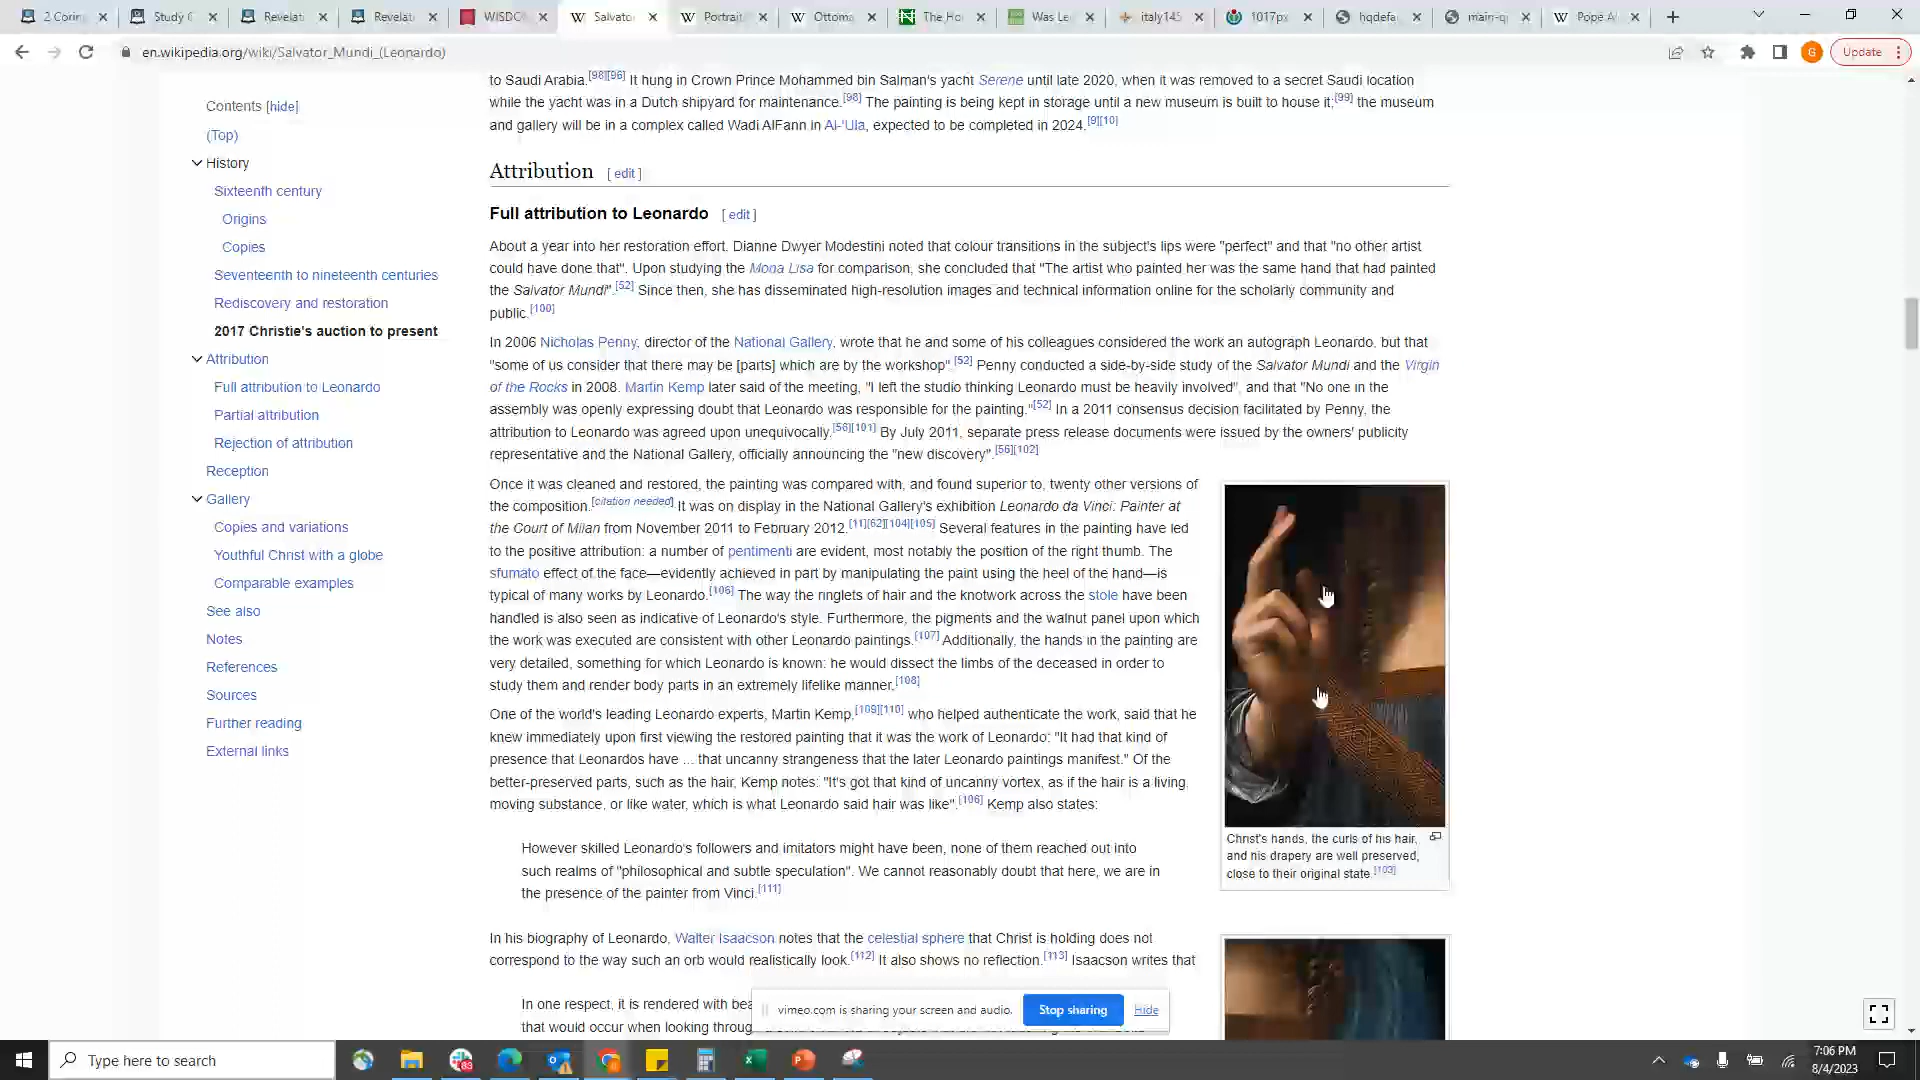 2 Corin
Study G
Revelati
Revelati
WISDO
Salvato
Portrait
Ottoma
The Ho
Was Le
italy145
1017px
hqdefa
main-q
Pope A
en.wikipedia.org/wiki/Salvator_Mundi_(Leonardo)
G
Update
Contents [hide]
(Top)
History
Sixteenth century
Origins
Copies
Seventeenth to nineteenth centuries
Rediscovery and restoration
2017 Christie's auction to present
Attribution
Full attribution to Leonardo
Partial attribution
Rejection of attribution
Reception
Gallery
Copies and variations
Youthful Christ with a globe
Comparable examples
See also
Notes
References
Sources
Further reading
External links
to Saudi Arabia.[98][96] It hung in Crown Prince Mohammed bin Salman's yacht Serene until late 2020, when it was removed to a secret Saudi location
while the yacht was in a Dutch shipyard for maintenance.[98] The painting is being kept in storage until a new museum is built to house it;[99] the museum
and gallery will be in a complex called Wadi AlFann in Al-'Ula, expected to be completed in 2024.[9][10]
Attribution [ edit ]
Full attribution to Leonardo [ edit ]
About a year into her restoration effort. Dianne Dwyer Modestini noted that colour transitions in the subject's lips were "perfect" and that "no other artist
could have done that". Upon studying the Mona Lisa for comparison, she concluded that "The artist who painted her was the same hand that had painted
the Salvator Mundi".[52] Since then, she has disseminated high-resolution images and technical information online for the scholarly community and
public.[100]
In 2006 Nicholas Penny, director of the National Gallery, wrote that he and some of his colleagues considered the work an autograph Leonardo, but that
"some of us consider that there may be [parts] which are by the workshop".[52] Penny conducted a side-by-side study of the Salvator Mundi and the Virgin
of the Rocks in 2008. Martin Kemp later said of the meeting, "I left the studio thinking Leonardo must be heavily involved", and that "No one in the
assembly was openly expressing doubt that Leonardo was responsible for the painting."[52] In a 2011 consensus decision facilitated by Penny, the
attribution to Leonardo was agreed upon unequivocally.[56][101] By July 2011, separate press release documents were issued by the owners' publicity
representative and the National Gallery, officially announcing the "new discovery".[56][102]
Once it was cleaned and restored, the painting was compared with, and found superior to, twenty other versions of
the composition.[citation needed] It was on display in the National Gallery's exhibition Leonardo da Vinci: Painter at
the Court of Milan from November 2011 to February 2012.[11][62][104][105] Several features in the painting have led
to the positive attribution: a number of pentimenti are evident, most notably the position of the right thumb. The
sfumato effect of the face—evidently achieved in part by manipulating the paint using the heel of the hand—is
typical of many works by Leonardo.[106] The way the ringlets of hair and the knotwork across the stole have been
handled is also seen as indicative of Leonardo's style. Furthermore, the pigments and the walnut panel upon which
the work was executed are consistent with other Leonardo paintings.[107] Additionally, the hands in the painting are
very detailed, something for which Leonardo is known: he would dissect the limbs of the deceased in order to
study them and render body parts in an extremely lifelike manner.[108]
One of the world's leading Leonardo experts, Martin Kemp,[109][110] who helped authenticate the work, said that he
knew immediately upon first viewing the restored painting that it was the work of Leonardo: "It had that kind of
presence that Leonardos have ... that uncanny strangeness that the later Leonardo paintings manifest." Of the
better-preserved parts, such as the hair, Kemp notes: "It's got that kind of uncanny vortex, as if the hair is a living,
moving substance, or like water, which is what Leonardo said hair was like".[106] Kemp also states:
However skilled Leonardo's followers and imitators might have been, none of them reached out into
such realms of "philosophical and subtle speculation". We cannot reasonably doubt that here, we are in
the presence of the painter from Vinci.[111]
In his biography of Leonardo, Walter Isaacson notes that the celestial sphere that Christ is holding does not
correspond to the way such an orb would realistically look.[112] It also shows no reflection.[113] Isaacson writes that
In one respect, it is rendered with bea
that would occur when looking throug
Christ's hands, the curls of his hair,
and his drapery are well preserved,
close to their original state.[103]
vimeo.com is sharing your screen and audio.
Stop sharing
Hide
Type here to search
83
7:06 PM
8/4/2023